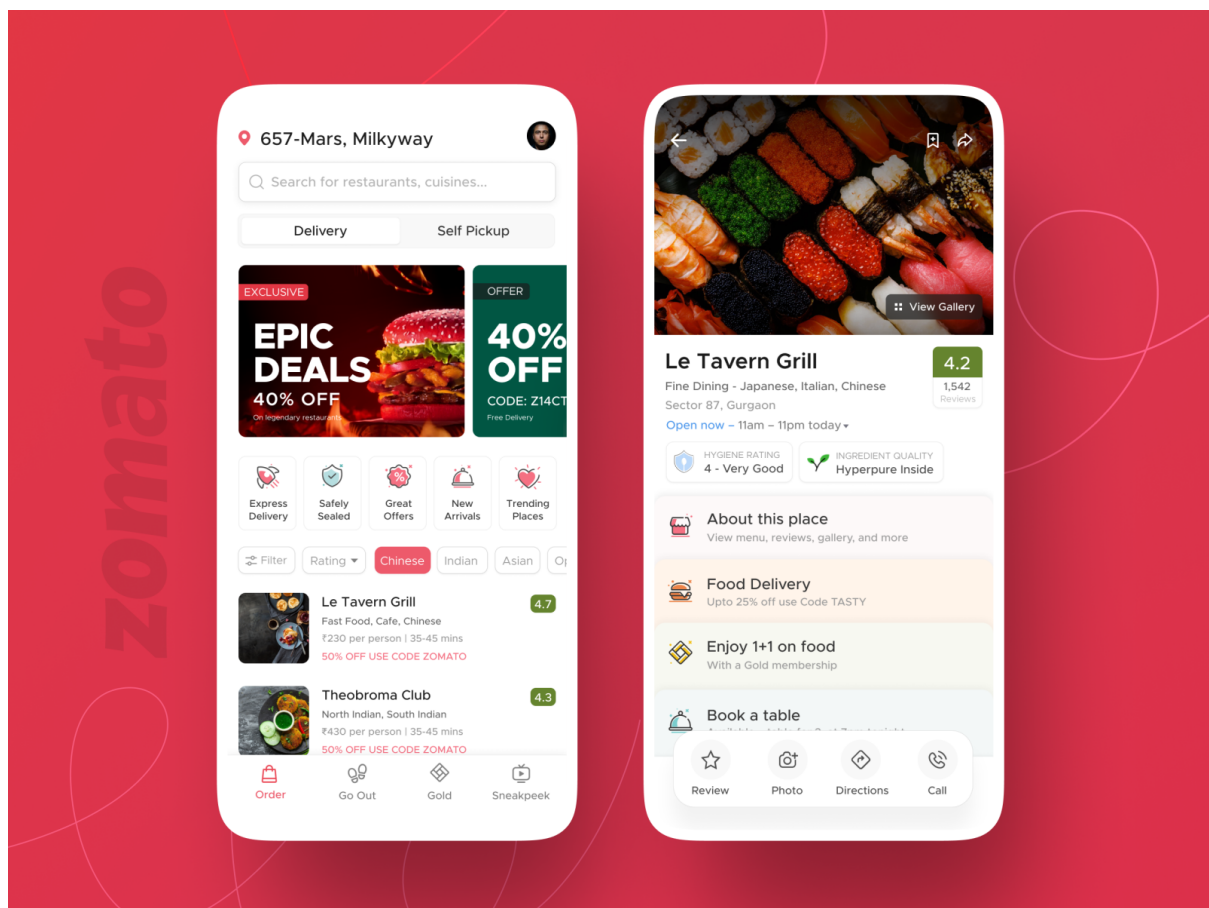 zomato
657-Mars, Milkyway
Search for restaurants, cuisines...
Delivery
Self Pickup
EXCLUSIVE
EPIC
DEALS
40% OFF
On legendary restaurants
OFFER
40%
OFF
CODE: Z14CT
Free Delivery
Express
Delivery
Safely
Sealed
Great
Offers
New
Arrivals
Trending
Places
Filter
Rating
Chinese
Indian
Asian
Le Tavern Grill
4.7
Fast Food, Cafe, Chinese
₹230 per person | 35-45 mins
50% OFF USE CODE ZOMATO
Theobroma Club
4.3
North Indian, South Indian
₹430 per person | 35-45 mins
50% OFF USE CODE ZOMATO
Order
Go Out
Gold
Sneakpeek
View Gallery
Le Tavern Grill
4.2
Fine Dining - Japanese, Italian, Chinese
1,542
Reviews
Sector 87, Gurgaon
Open now – 11am – 11pm today
HYGIENE RATING
4 - Very Good
INGREDIENT QUALITY
Hyperpure Inside
About this place
View menu, reviews, gallery, and more
Food Delivery
Upto 25% off use Code TASTY
Enjoy 1+1 on food
With a Gold membership
Book a table
Review
Photo
Directions
Call